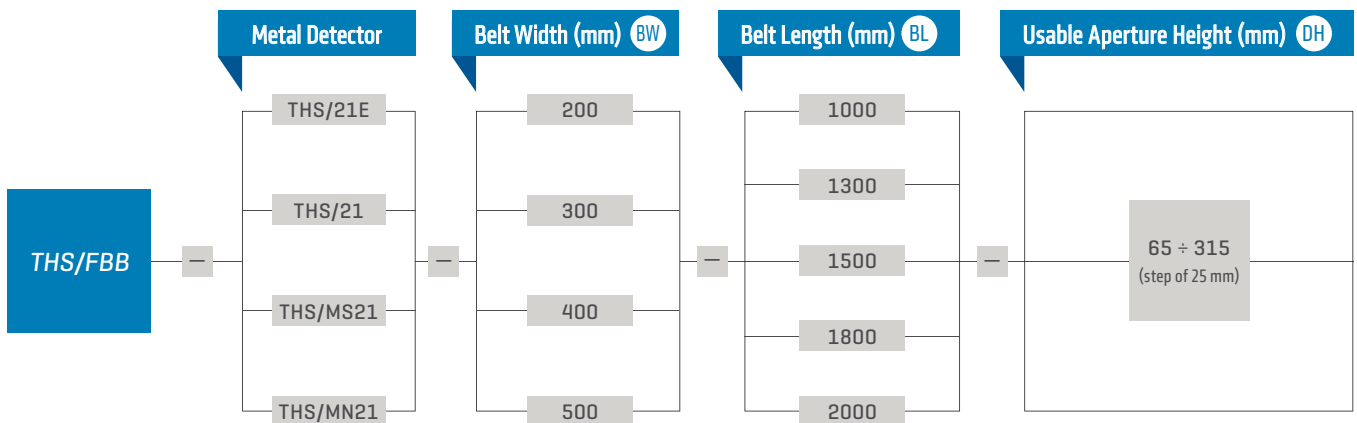 Metal Detector
Belt Width (mm) BW
Belt Length (mm) BL
Usable Aperture Height (mm) DH
THS/FBB
—
THS/21E
THS/21
THS/MS21
THS/MN21
—
200
300
400
500
—
1000
1300
1500
1800
2000
—
65 ÷ 315
(step of 25 mm)